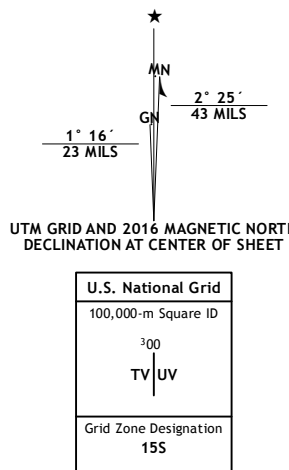 ★
MN
GN
2° 25´
43 MILS
1° 16´
23 MILS
UTM GRID AND 2016 MAGNETIC NORTH
DECLINATION AT CENTER OF SHEET
U.S. National Grid
100,000-m Square ID
³00
TV UV
Grid Zone Designation
15S